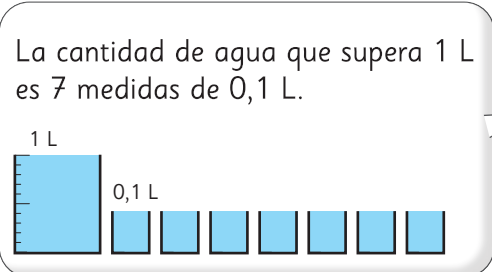 La cantidad de agua que supera 1 L
es 7 medidas de 0,1 L.
1 L
0,1 L